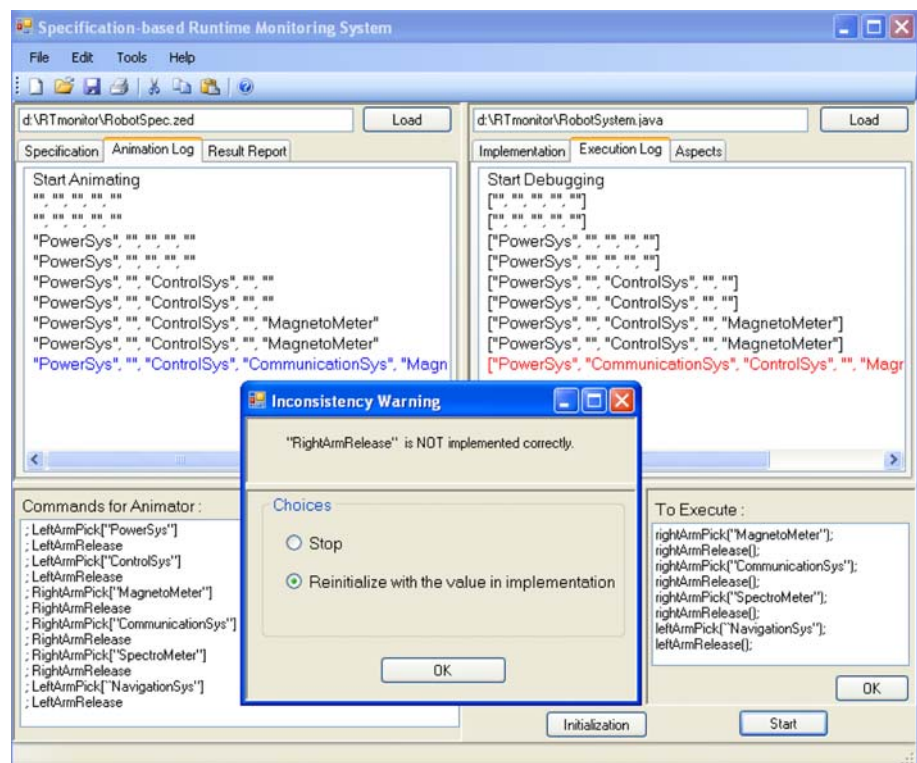 Specification-based Runtime Monitoring System
File Edit Tools Help
d:\RTmonitor\RobotSpec.zed Load
Specification Animation Log Result Report
Start Animating
"", "", "", "", ""
"", "", "", "", ""
"PowerSys", "", "", "", ""
"PowerSys", "", "", "", ""
"PowerSys", "", "ControlSys", "", ""
"PowerSys", "", "ControlSys", "", ""
"PowerSys", "", "ControlSys", "", "MagnetoMeter"
"PowerSys", "", "ControlSys", "", "MagnetoMeter"
"PowerSys", "", "ControlSys", "CommunicationSys", "Magn
d:\RTmonitor\RobotSystem.java Load
Implementation Execution Log Aspects
Start Debugging
["", "", "", "", ""]
["", "", "", "", ""]
["PowerSys", "", "", "", ""]
["PowerSys", "", "", "", ""]
["PowerSys", "", "ControlSys", "", ""]
["PowerSys", "", "ControlSys", "", ""]
["PowerSys", "", "ControlSys", "", "MagnetoMeter"]
["PowerSys", "", "ControlSys", "", "MagnetoMeter"]
["PowerSys", "CommunicationSys", "ControlSys", "", "Magr
Inconsistency Warning
"RightArmRelease" is NOT implemented correctly.
Choices
Stop
Reinitialize with the value in implementation
OK
Commands for Animator :
; LeftArmPick["PowerSys"]
; LeftArmRelease
; LeftArmPick["ControlSys"]
; LeftArmRelease
; RightArmPick["MagnetoMeter"]
; RightArmRelease
; RightArmPick["CommunicationSys"]
; RightArmRelease
; RightArmPick["SpectroMeter"]
; RightArmRelease
; LeftArmPick[``NavigationSys"]
; LeftArmRelease
To Execute :
rightArmPick("MagnetoMeter");
rightArmRelease();
rightArmPick("CommunicationSys");
rightArmRelease();
rightArmPick("SpectroMeter");
rightArmRelease();
leftArmPick(``NavigationSys");
leftArmRelease();
OK
Initialization Start